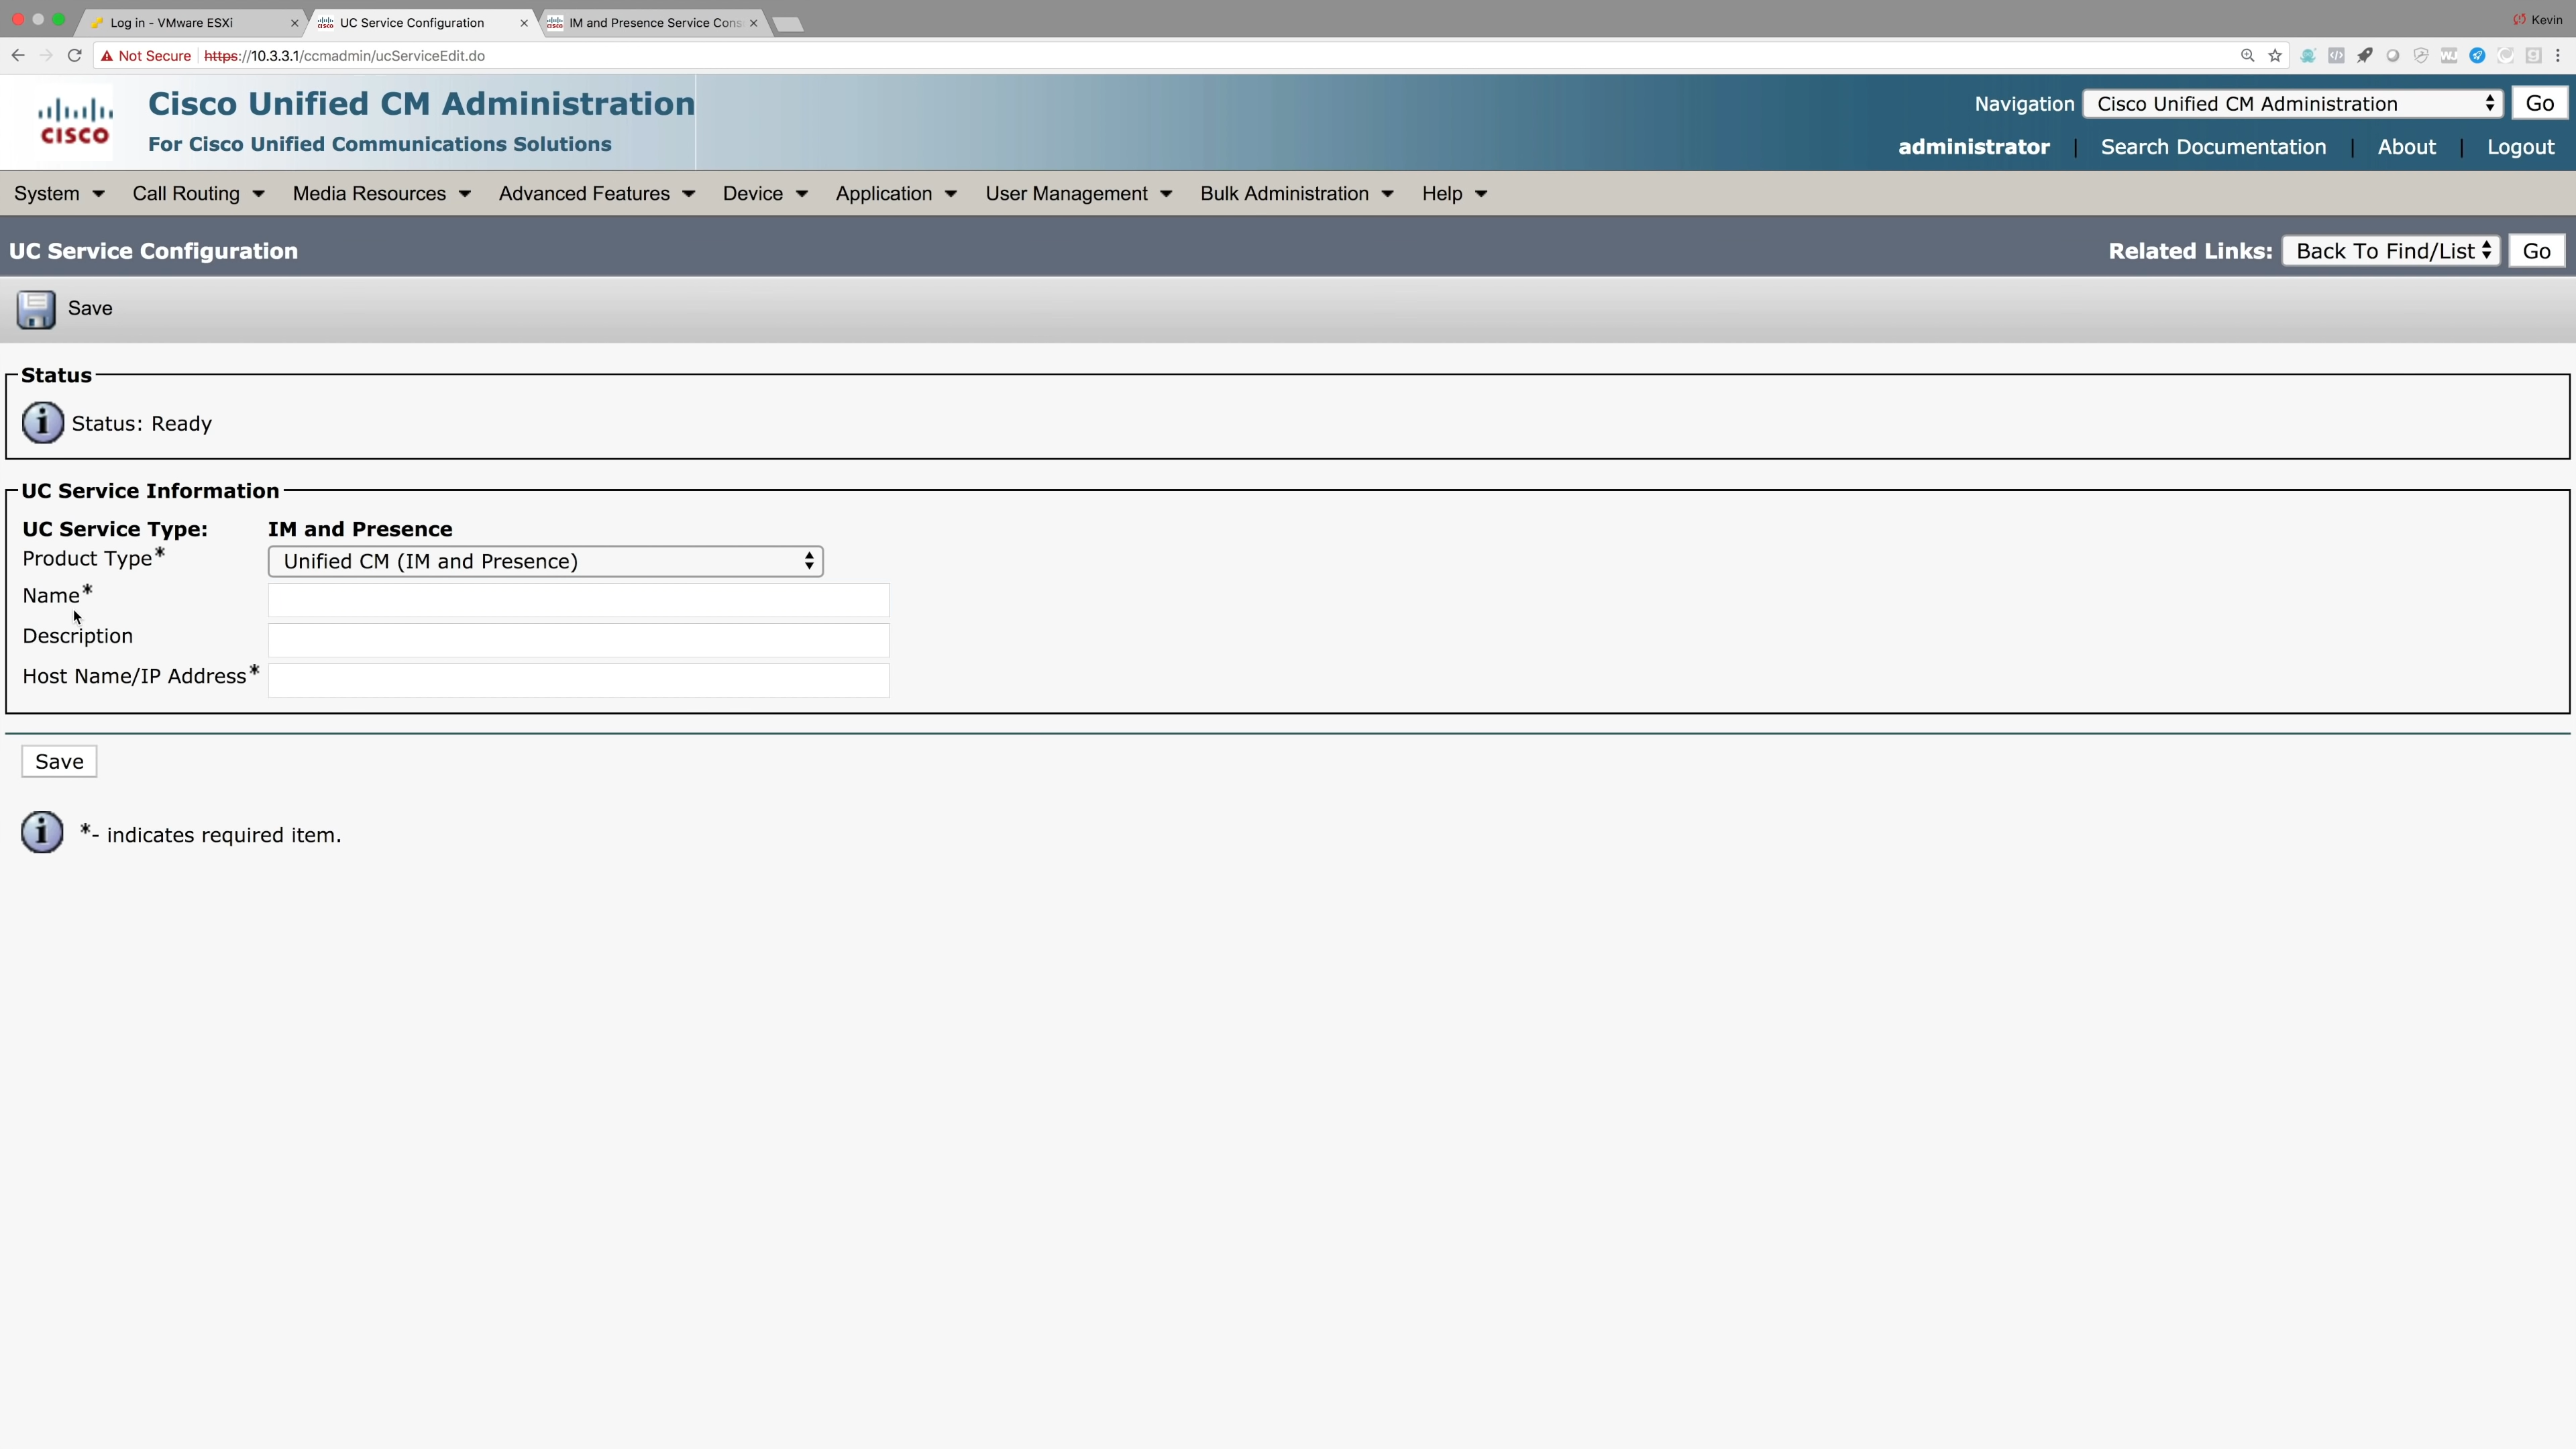 Log in - VMware ESXi
UC Service Configuration
IM and Presence Service Cons
Kevin
Not Secure https://10.3.3.1/ccmadmin/ucServiceEdit.do
CISCO
Cisco Unified CM Administration
For Cisco Unified Communications Solutions
Navigation Cisco Unified CM Administration Go
administrator | Search Documentation | About | Logout
System Call Routing Media Resources Advanced Features Device Application User Management Bulk Administration Help
UC Service Configuration
Related Links: Back To Find/List Go
Save
Status
Status: Ready
UC Service Information
UC Service Type: IM and Presence
Product Type* Unified CM (IM and Presence)
Name*
Description
Host Name/IP Address*
Save
*- indicates required item.